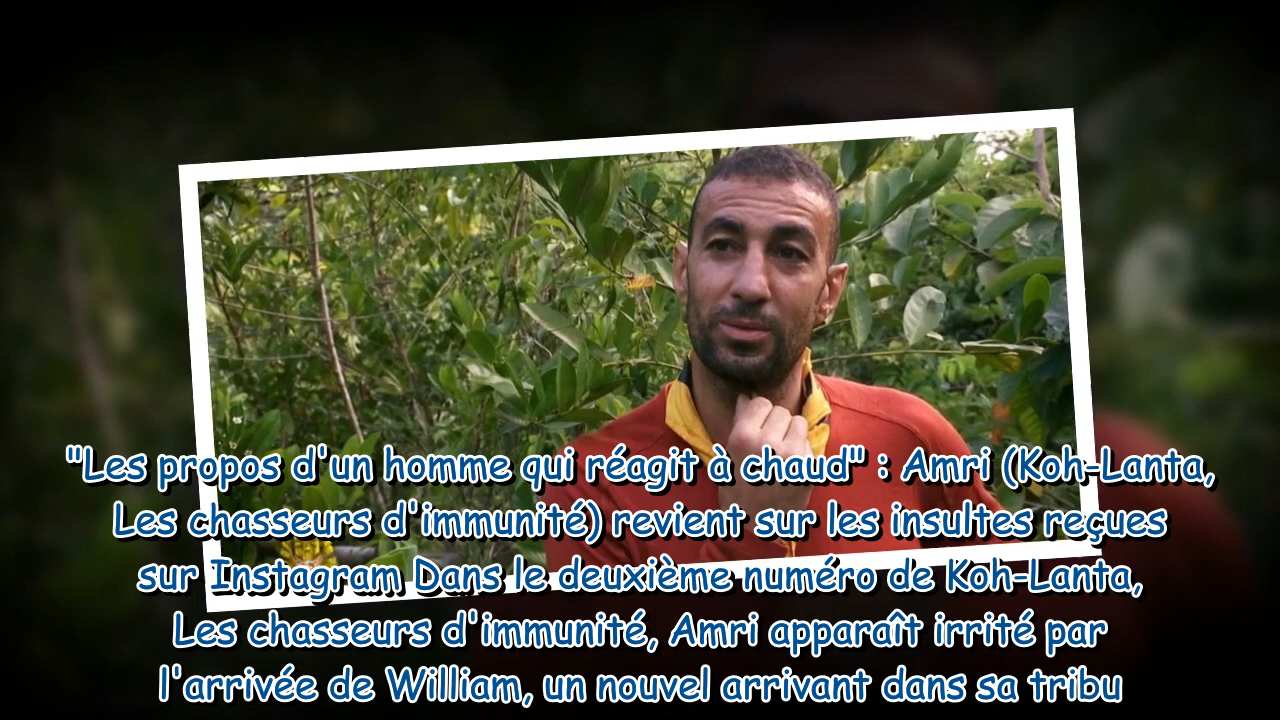 "Les propos d'un homme qui réagit à chaud" : Amri (Koh-Lanta,
Les chasseurs d'immunité) revient sur les insultes reçues
sur Instagram Dans le deuxième numéro de Koh-Lanta,
Les chasseurs d'immunité, Amri apparaît irrité par
l'arrivée de William, un nouvel arrivant dans sa tribu